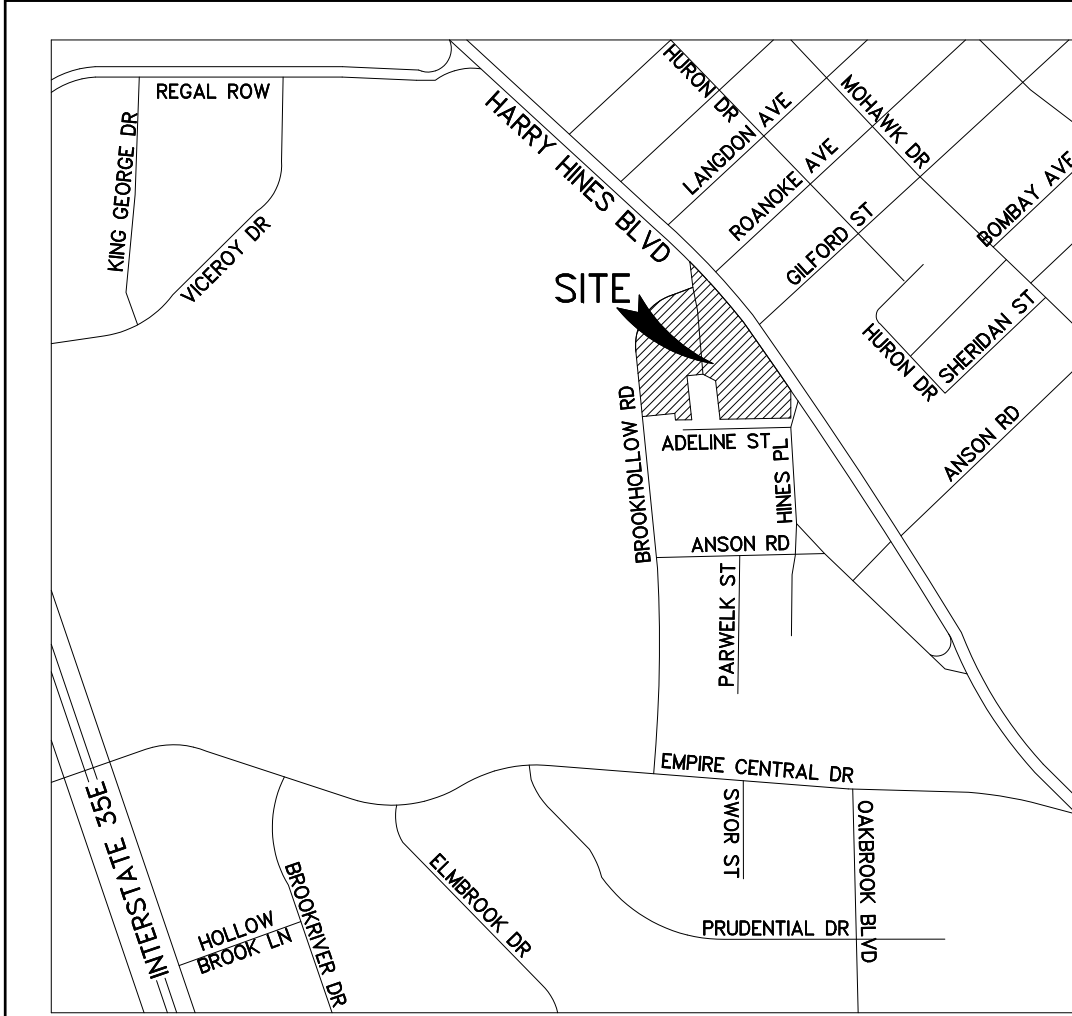 REGAL ROW
KING GEORGE DR
VICEROY DR
HARRY HINES BLVD
HURON DR
LANGDON AVE
MOHAWK DR
ROANOKE AVE
BOMBAY AVE
GILFORD ST
SITE
SHERIDAN ST
HURON DR
ANSON RD
BROOKHOLLOW RD
ADELINE ST
HINES PL
ANSON RD
PARWELK ST
EMPIRE CENTRAL DR
SWOR ST
OAKBROOK BLVD
INTERSTATE 35E
HOLLOW
BROOK LN
BROOKRIVER DR
ELMBROOK DR
PRUDENTIAL DR